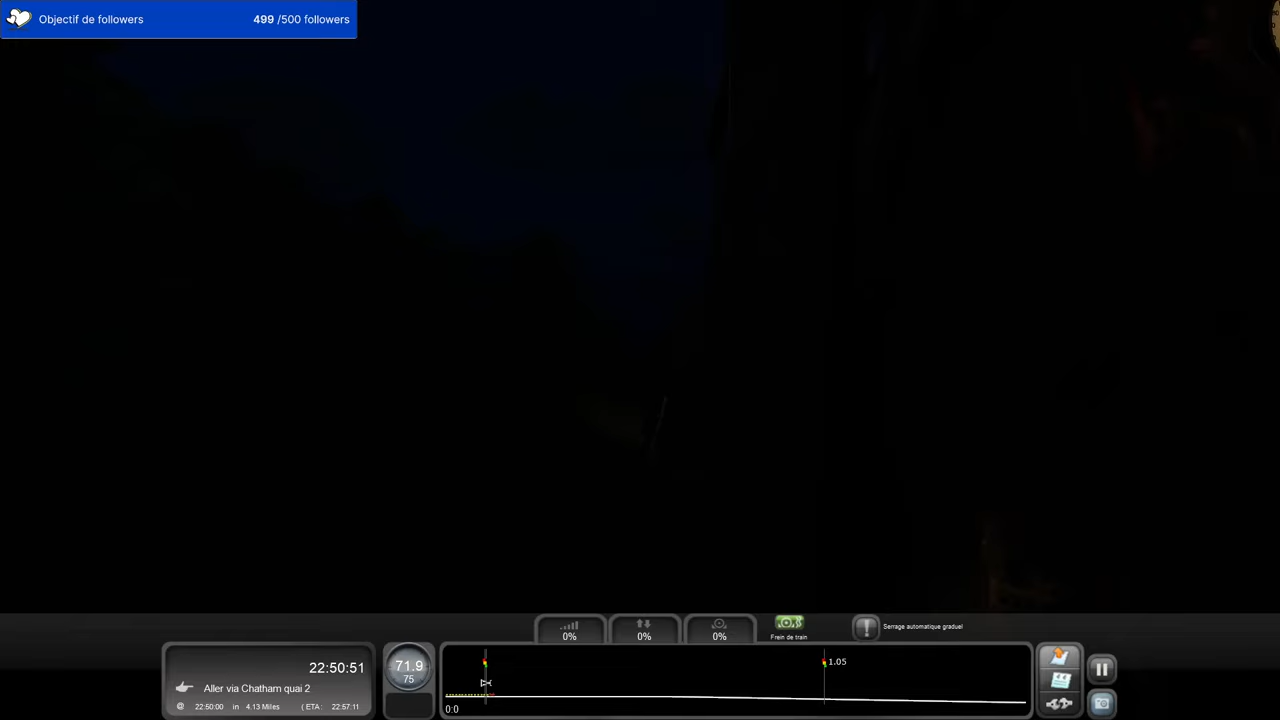 Objectif de followers 499 /500 followers
0% 0% 0% Frein de train Serrage automatique graduel
22:50:51
Aller via Chatham quai 2
@ 22:50:00 in 4.13 Miles ( ETA: 22:57:11
71.9
75
1.05
0:0